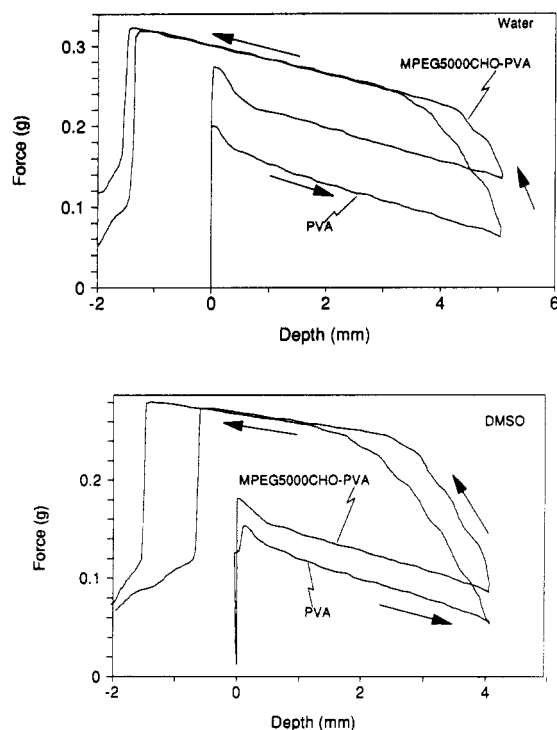 Water
0.3
MPEG5000CHO-PVA
0.2
Force (g)
0.1
PVA
0
-2 0 2 4 6
Depth (mm)
DMSO
0.2
MPEG5000CHO-PVA
Force (g)
0.1
PVA
0
-2 0 2 4
Depth (mm)